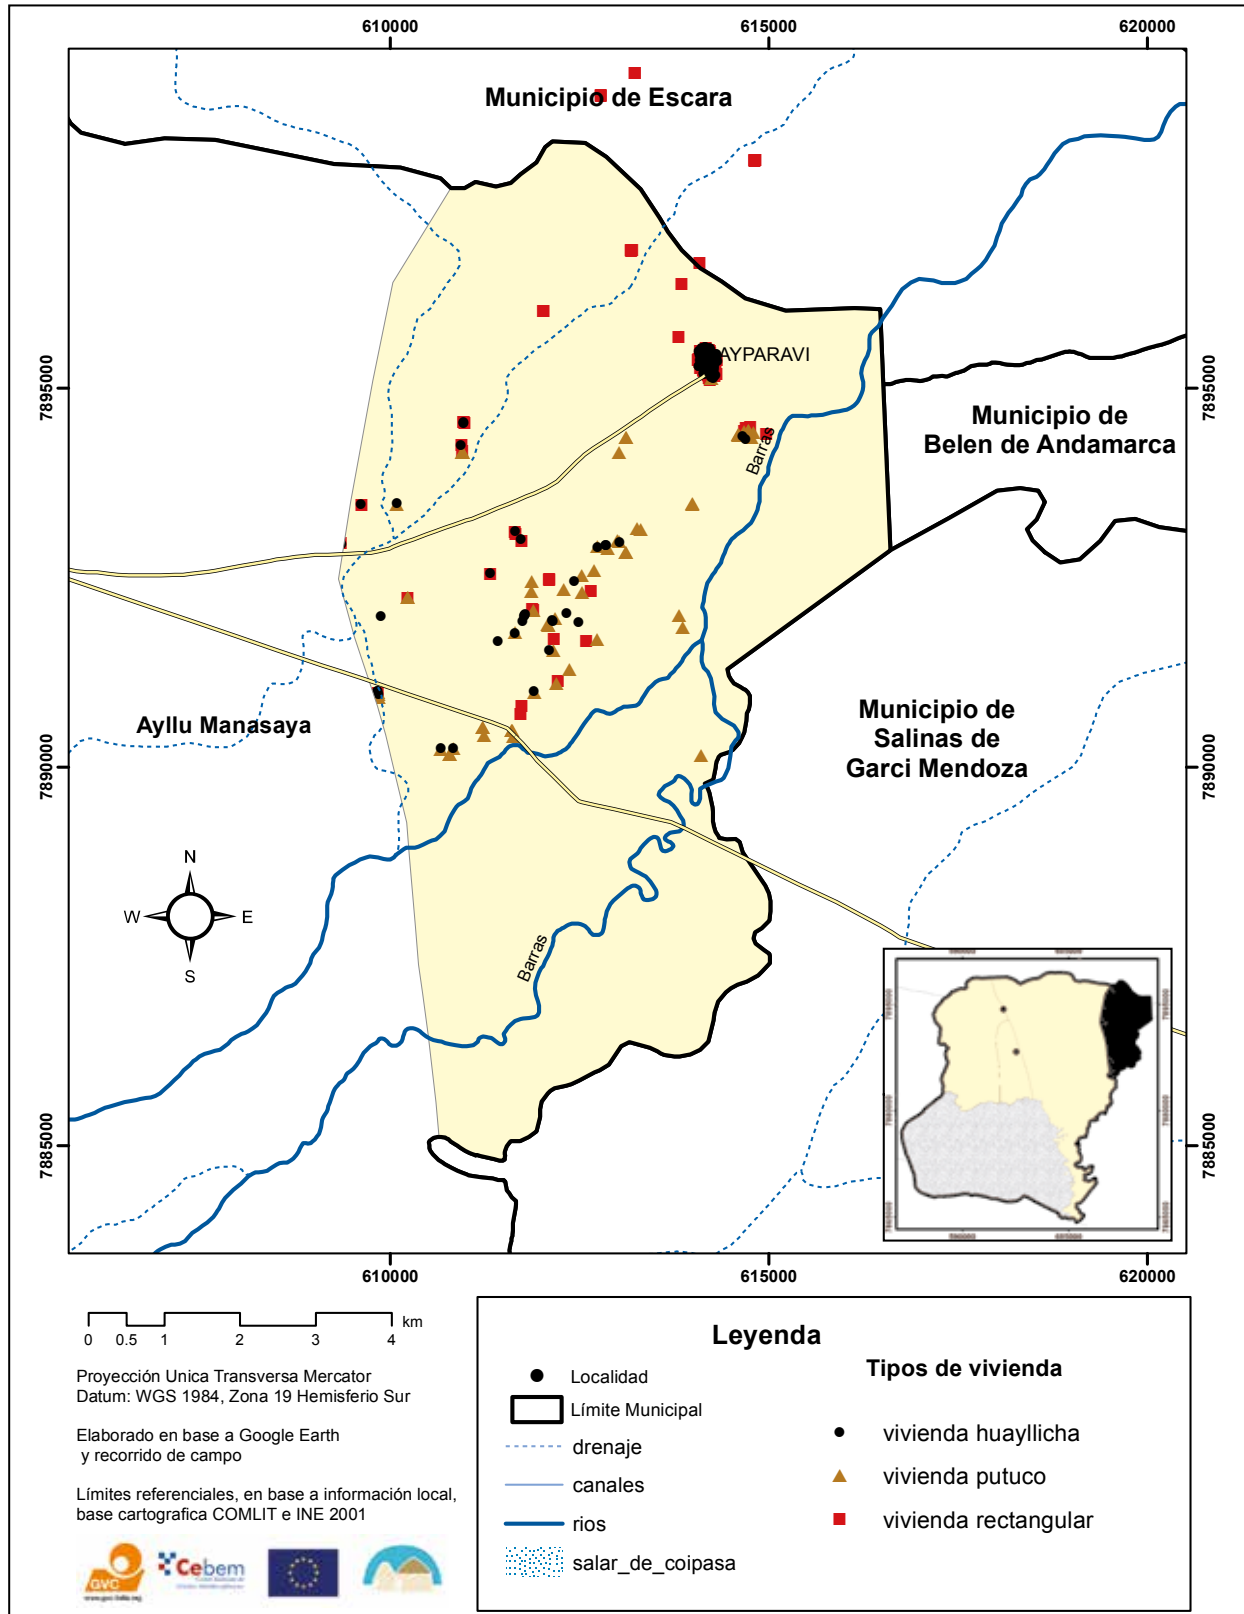 610000
615000
620000
Municipio de Escara
AYPARAVI
7895000
7895000
Municipio de
Belen de Andamarca
Barras
Ayllu Manasaya
Municipio de
Salinas de
Garci Mendoza
7890000
7890000
N
W
E
S
Barras
7885000
7885000
610000
615000
620000
0 0.5 1 2 3 4 km
Proyección Unica Transversa Mercator
Datum: WGS 1984, Zona 19 Hemisferio Sur
Elaborado en base a Google Earth
y recorrido de campo
Límites referenciales, en base a información local,
base cartografica COMLIT e INE 2001
GVC
Cebem
Leyenda
Localidad
Límite Municipal
drenaje
canales
rios
salar_de_coipasa
Tipos de vivienda
vivienda huayllicha
vivienda putuco
vivienda rectangular